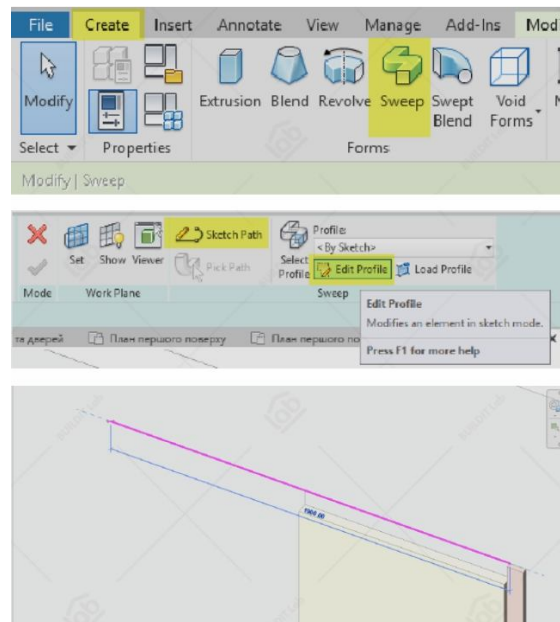 File Create Insert Annotate View Manage Add-Ins Modi
Modify Extrusion Blend Revolve Sweep Swept Blend Void Forms
Select Properties Forms
Modify | Sweep
Set Show Viewer Sketch Path Pick Path Select Profile
Profile:
<By Sketch>
Edit Profile Load Profile
Mode Work Plane Sweep
Edit Profile
Modifies an element in sketch mode.
Press F1 for more help
та дверей План першого поверху План першого по